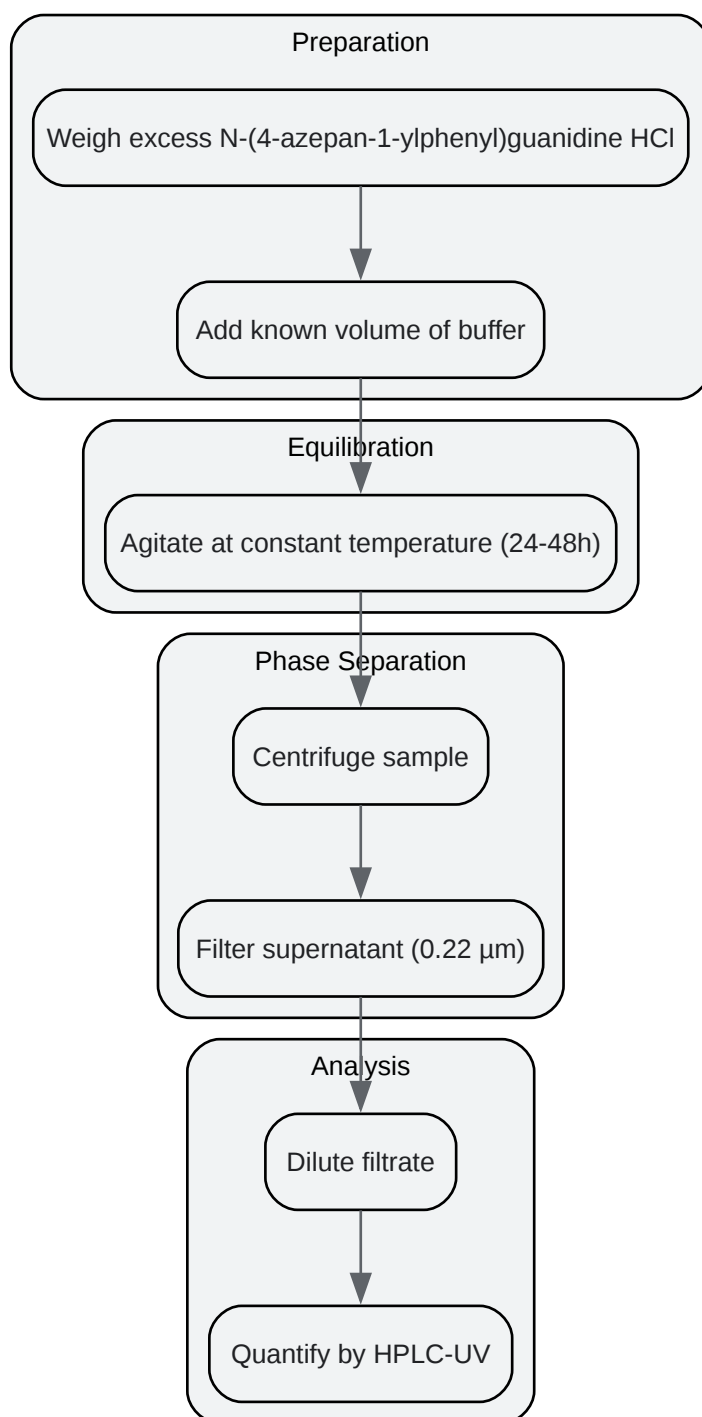 Preparation
Weigh excess N-(4-azepan-1-ylphenyl)guanidine HCl
Add known volume of buffer
Equilibration
Agitate at constant temperature (24-48h)
Phase Separation
Centrifuge sample
Filter supernatant (0.22 µm)
Analysis
Dilute filtrate
Quantify by HPLC-UV